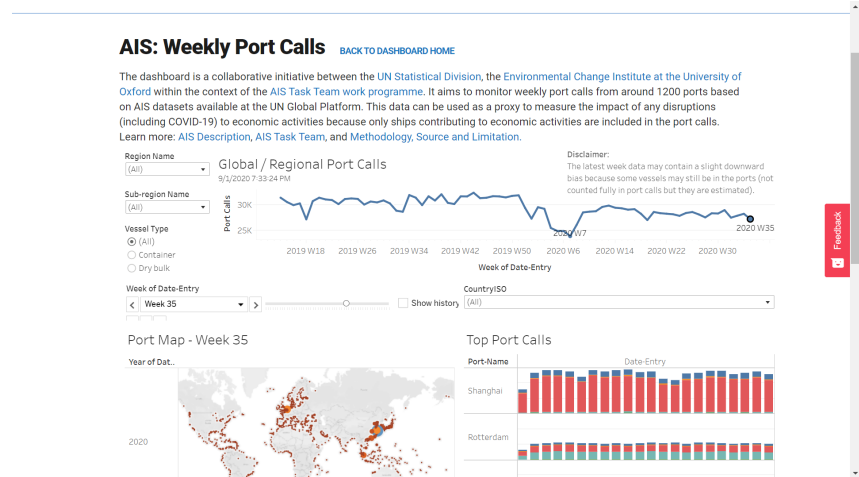 AIS: Weekly Port Calls BACK TO DASHBOARD HOME
The dashboard is a collaborative initiative between the UN Statistical Division, the Environmental Change Institute at the University of
Oxford within the context of the AIS Task Team work programme. It aims to monitor weekly port calls from around 1200 ports based
on AIS datasets available at the UN Global Platform. This data can be used as a proxy to measure the impact of any disruptions
(including COVID-19) to economic activities because only ships contributing to economic activities are included in the port calls.
Learn more: AIS Description, AIS Task Team, and Methodology, Source and Limitation.
Region Name
(All)
Sub-region Name
(All)
Vessel Type
(All)
Container
Dry bulk
Global / Regional Port Calls
9/1/2020 7:33:24 PM
Disclaimer:
The latest week data may contain a slight downward
bias because some vessels may still be in the ports (not
counted fully in port calls but they are estimated).
Port Calls
30K
25K
2020 W7
2020 W35
2019 W18 2019 W26 2019 W34 2019 W42 2019 W50 2020 W6 2020 W14 2020 W22 2020 W30
Week of Date-Entry
Feedback
Week of Date-Entry
Week 35
Show history
CountryISO
(All)
Port Map - Week 35
Year of Dat..
2020
Top Port Calls
Port-Name Date-Entry
Shanghai
Rotterdam